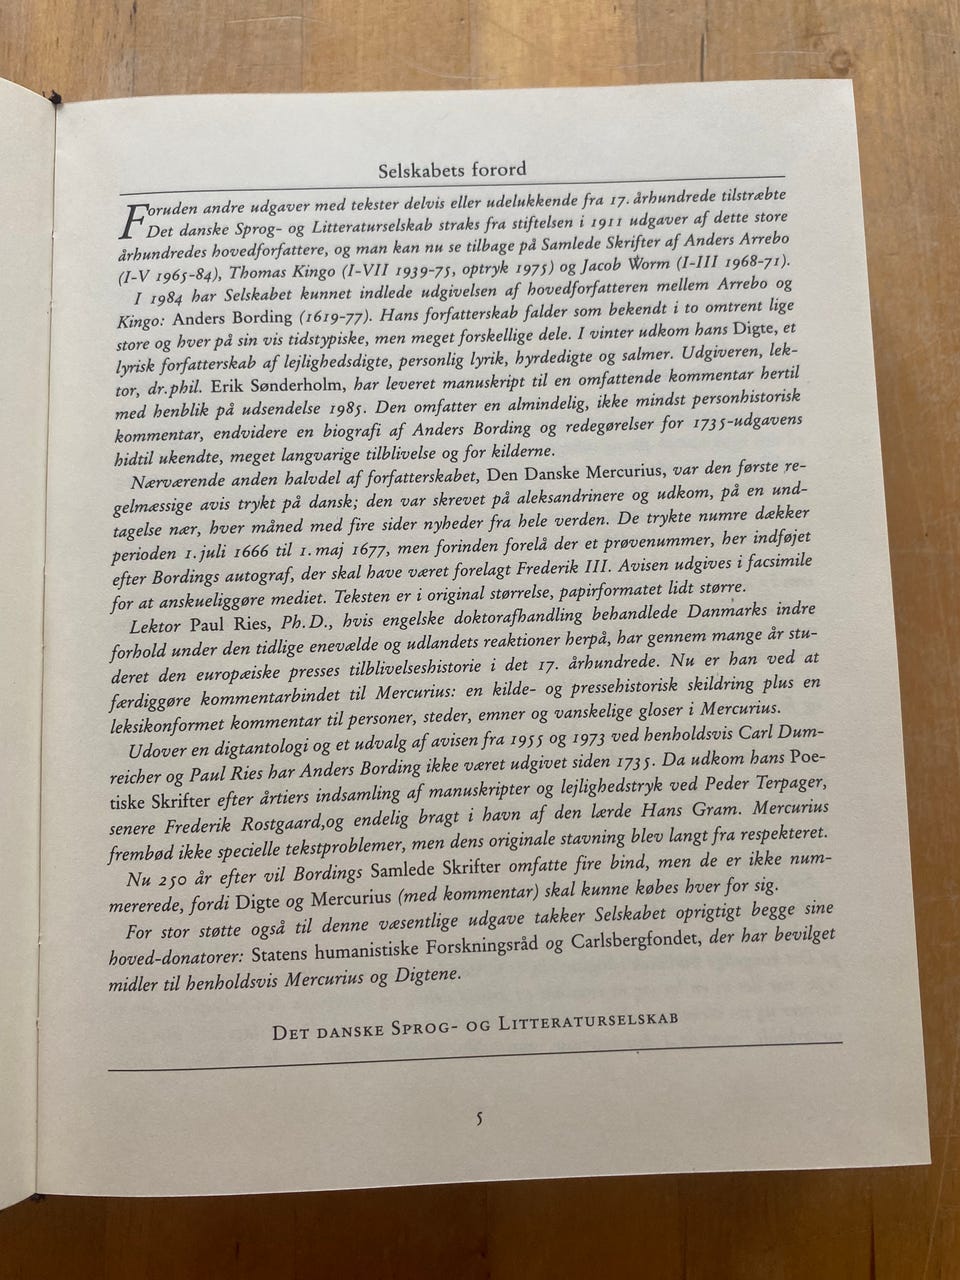 Selskabets forord
Foruden andre udgaver med tekster delvis eller udelukkende fra 17. århundrede tilstræbte
Det danske Sprog- og Litteraturselskab straks fra stiftelsen i 1911 udgaver af dette store
århundredes hovedforfattere, og man kan nu se tilbage på Samlede Skrifter af Anders Arrebo
(I-V 1965-84), Thomas Kingo (I-VII 1939-75, optryk 1975) og Jacob Worm (I-III 1968-71).
I 1984 har Selskabet kunnet indlede udgivelsen af hovedforfatteren mellem Arrebo og
Kingo: Anders Bording (1619-77). Hans forfatterskab falder som bekendt i to omtrent lige
store og hver på sin vis tidstypiske, men meget forskellige dele. I vinter udkom hans Digte, et
lyrisk forfatterskab af lejlighedsdigte, personlig lyrik, hyrdedigte og salmer. Udgiveren, lek-
tor, dr.phil. Erik Sønderholm, har leveret manuskript til en omfattende kommentar hertil
med henblik på udsendelse 1985. Den omfatter en almindelig, ikke mindst personhistorisk
kommentar, endvidere en biografi af Anders Bording og redegørelser for 1735-udgavens
hidtil ukendte, meget langvarige tilblivelse og for kilderne.
Nærværende anden halvdel af forfatterskabet, Den Danske Mercurius, var den første re-
gelmæssige avis trykt på dansk; den var skrevet på aleksandrinere og udkom, på en und-
tagelse nær, hver måned med fire sider nyheder fra hele verden. De trykte numre dækker
perioden 1. juli 1666 til 1. maj 1677, men forinden forelå der et prøvenummer, her indføjet
efter Bordings autograf, der skal have været forelagt Frederik III. Avisen udgives i facsimile
for at anskueliggøre mediet. Teksten er i original størrelse, papirformatet lidt større.
Lektor Paul Ries, Ph.D., hvis engelske doktorafhandling behandlede Danmarks indre
forhold under den tidlige enevælde og udlandets reaktioner herpå, har gennem mange år stu-
deret den europæiske presses tilblivelseshistorie i det 17. århundrede. Nu er han ved at
færdiggøre kommentarbindet til Mercurius: en kilde- og pressehistorisk skildring plus en
leksikonformet kommentar til personer, steder, emner og vanskelige gloser i Mercurius.
Udover en digtantologi og et udvalg af avisen fra 1955 og 1973 ved henholdsvis Carl Dum-
reicher og Paul Ries har Anders Bording ikke været udgivet siden 1735. Da udkom hans Poe-
tiske Skrifter efter årtiers indsamling af manuskripter og lejlighedstryk ved Peder Terpager,
senere Frederik Rostgaard,og endelig bragt i havn af den lærde Hans Gram. Mercurius
frembød ikke specielle tekstproblemer, men dens originale stavning blev langt fra respekteret.
Nu 250 år efter vil Bordings Samlede Skrifter omfatte fire bind, men de er ikke num-
mererede, fordi Digte og Mercurius (med kommentar) skal kunne købes hver for sig.
For stor støtte også til denne væsentlige udgave takker Selskabet oprigtigt begge sine
hoved-donatorer: Statens humanistiske Forskningsråd og Carlsbergfondet, der har bevilget
midler til henholdsvis Mercurius og Digtene.
DET DANSKE SPROG- OG LITTERATURSELSKAB
5